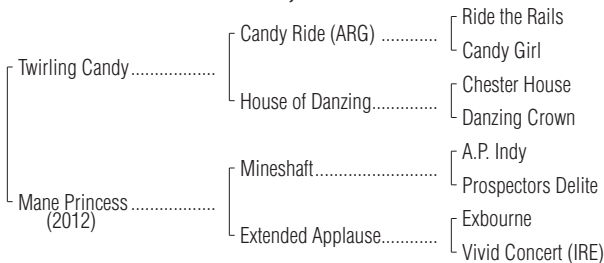 Ride the Rails
Candy Ride (ARG) ............
Candy Girl
Twirling Candy ..................
Chester House
House of Danzing..............
Danzing Crown
A.P. Indy
Mineshaft.........................
Prospectors Delite
Mane Princess ..................
(2012)
Exbourne
Extended Applause............
Vivid Concert (IRE)